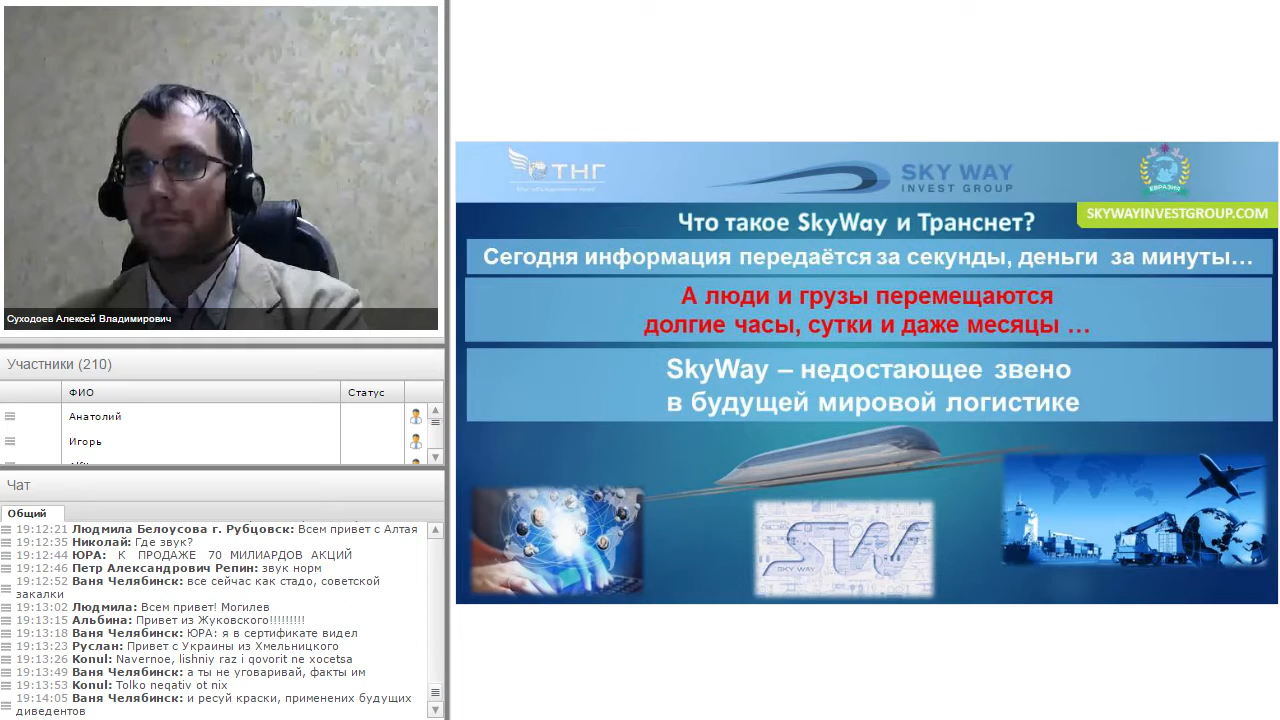 Суходоев Алексей Владимирович
Участники (210)
ФИО
Статус
Анатолий
Игорь
Чат
Общий
19:12:21 Людмила Белоусова г. Рубцовск: Всем привет с Алтая
19:12:35 Николай: Где звук?
19:12:44 ЮРА: К ПРОДАЖЕ 70 МИЛИАРДОВ АКЦИЙ
19:12:46 Петр Александрович Репин: звук норм
19:12:52 Ваня Челябинск: все сейчас как стадо, советской
закалки
19:13:02 Людмила: Всем привет! Могилев
19:13:15 Альбина: Привет из Жуковского!!!!!!!!!
19:13:18 Ваня Челябинск: ЮРА: я в сертификате видел
19:13:23 Руслан: Привет с Украины из Хмельницкого
19:13:26 Konul: Navernoe, lishniy raz i qovorit ne xocetsa
19:13:49 Ваня Челябинск: а ты не уговаривай, факты им
19:13:53 Konul: Tolko neqativ ot nix
19:14:05 Ваня Челябинск: и ресуй краски, применених будущих
диведентов
ТНГ
SKY WAY
INVEST GROUP
ЕВРАЗИЯ
SKYWAYINVESTGROUP.COM
Что такое SkyWay и Транснет?
Сегодня информация передаётся за секунды, деньги за минуты...
А люди и грузы перемещаются
долгие часы, сутки и даже месяцы ...
SkyWay – недостающее звено
в будущей мировой логистике
SW
SKY WAY